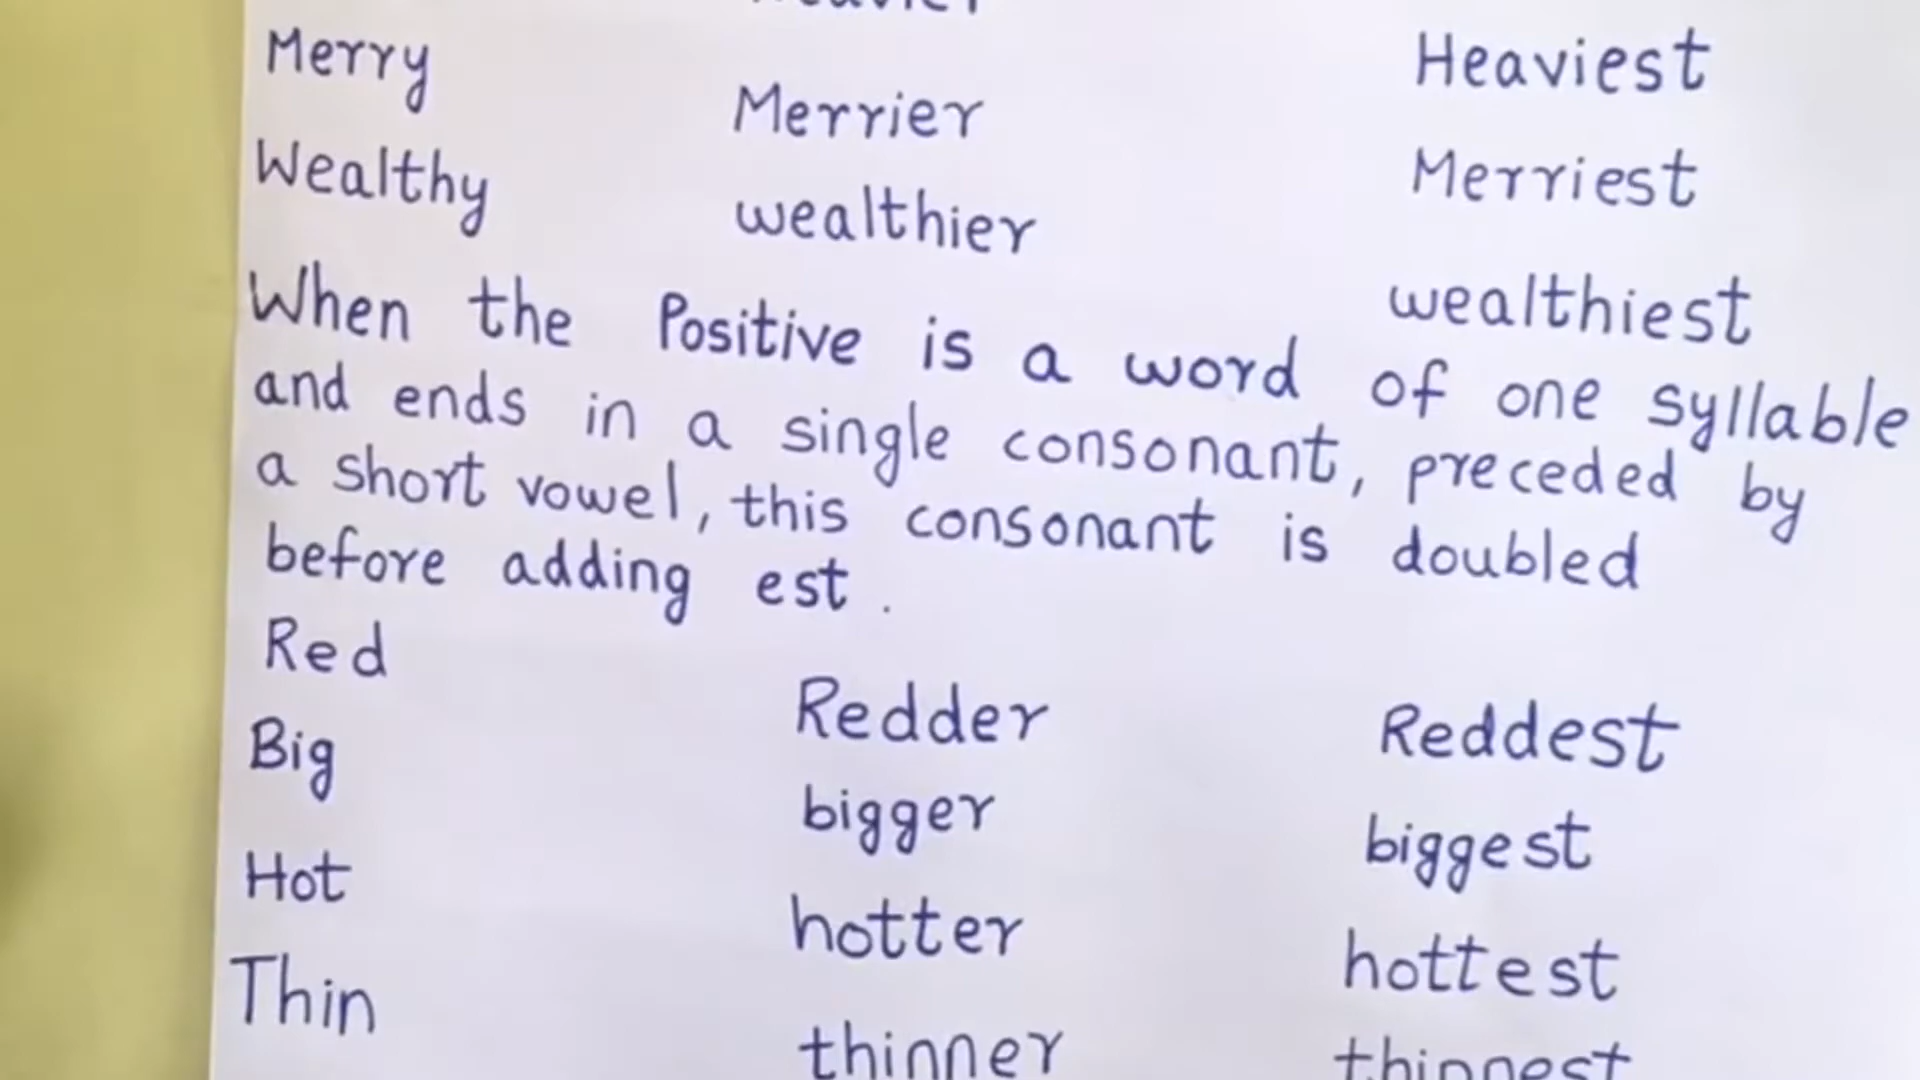 Heaviest
Merry Merrier Merriest
Wealthy wealthier wealthiest
When the Positive is a word of one syllable
and ends in a single consonant, preceded by
a short vowel, this consonant is doubled
before adding est.
Red Redder Reddest
Big bigger biggest
Hot hotter hottest
Thin thinner thinnest